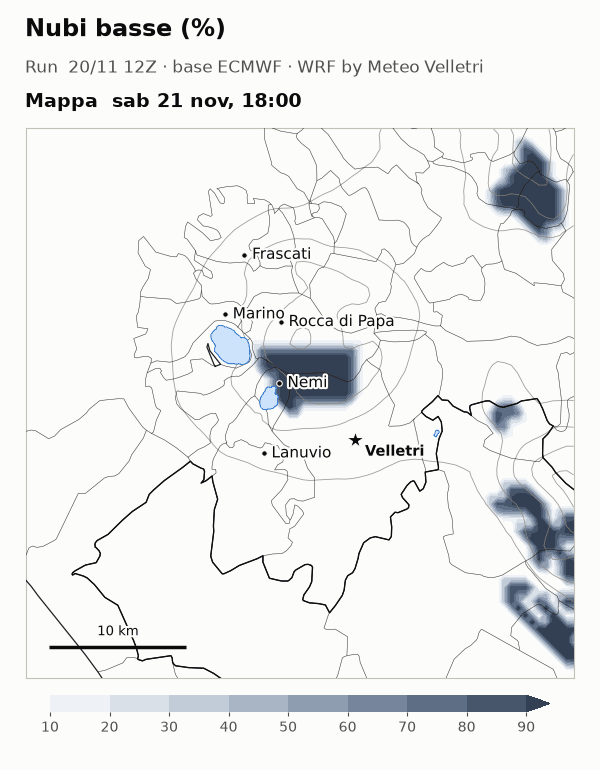 Nubi basse (%)
Run  20/11 12Z · base ECMWF · WRF by Meteo Velletri
Mappa  sab 21 nov, 18:00
Frascati
Marino
Rocca di Papa
Nemi
Velletri
Lanuvio
10 km
10 20 30 40 50 60 70 80 90